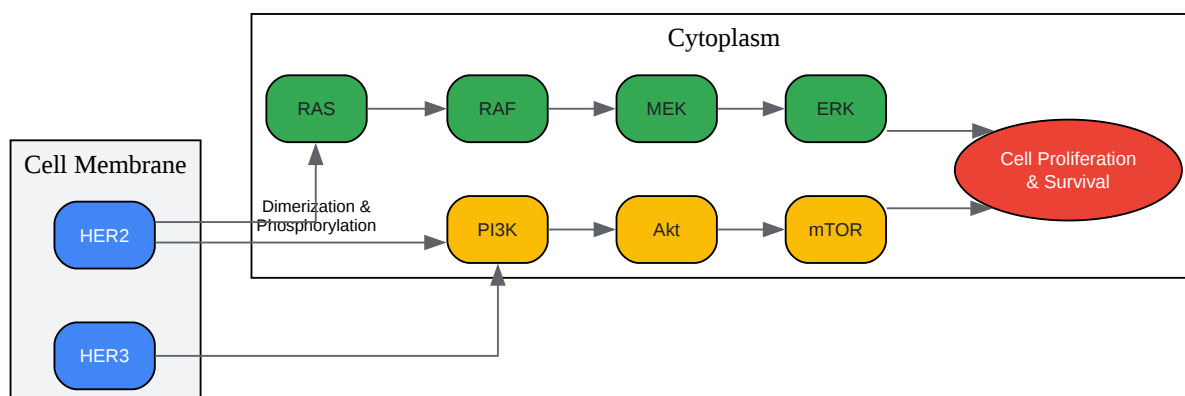 Cytoplasm
RAS
RAF
MEK
ERK
Cell Membrane
Cell Proliferation
& Survival
HER2
Dimerization &
Phosphorylation
PI3K
Akt
mTOR
HER3